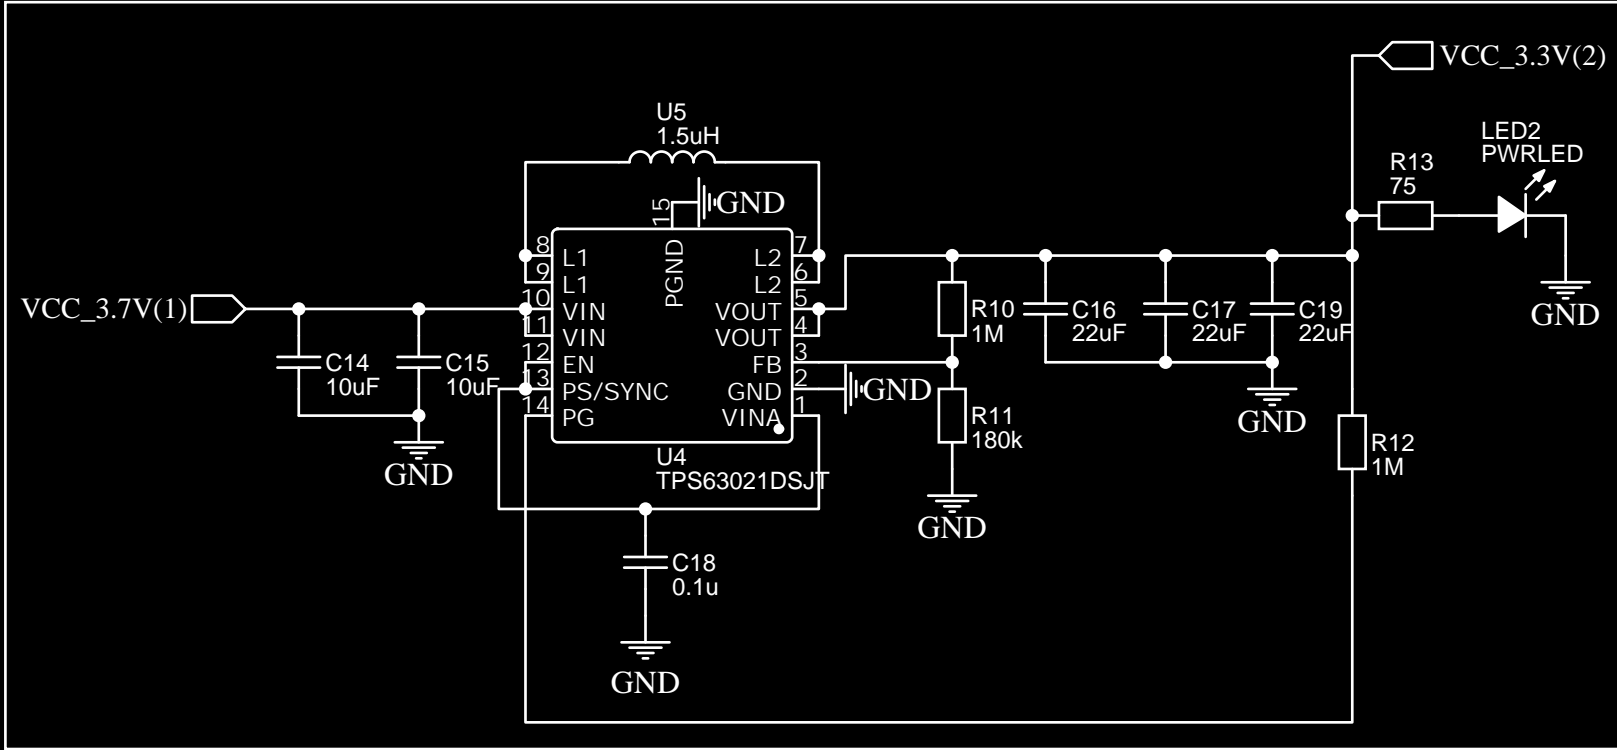 VCC_3.3V(2)
U5
1.5uH
LED2
PWRLED
R13
75
GND
15
PGND
8
L1
9
L1
10
VIN
11
VIN
12
EN
13
PS/SYNC
14
PG
7
L2
6
L2
5
VOUT
4
VOUT
3
FB
2
GND
1
VINA
VCC_3.7V(1)
C14
10uF
C15
10uF
GND
GND
R10
1M
R11
180k
GND
C16
22uF
C17
22uF
C19
22uF
GND
GND
R12
1M
U4
TPS63021DSJT
C18
0.1u
GND